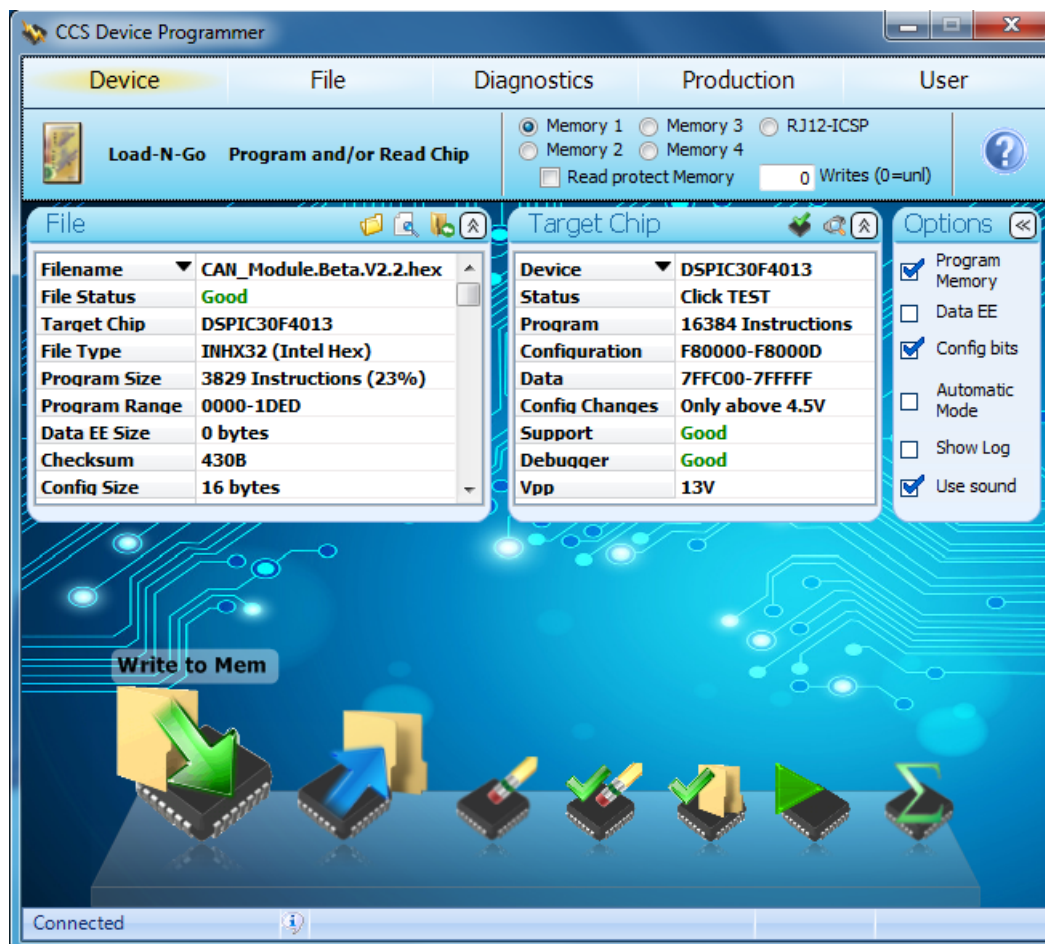 CCS Device Programmer
Device File Diagnostics Production User
Load-N-Go Program and/or Read Chip
Memory 1 Memory 3 RJ12-ICSP
Memory 2 Memory 4
Read protect Memory 0 Writes (0=unl)
File
Filename CAN_Module.Beta.V2.2.hex
File Status Good
Target Chip DSPIC30F4013
File Type INHX32 (Intel Hex)
Program Size 3829 Instructions (23%)
Program Range 0000-1DED
Data EE Size 0 bytes
Checksum 430B
Config Size 16 bytes
Target Chip
Device DSPIC30F4013
Status Click TEST
Program 16384 Instructions
Configuration F80000-F8000D
Data 7FFC00-7FFFFF
Config Changes Only above 4.5V
Support Good
Debugger Good
Vpp 13V
Options
Program
Memory
Data EE
Config bits
Automatic
Mode
Show Log
Use sound
Write to Mem
Connected